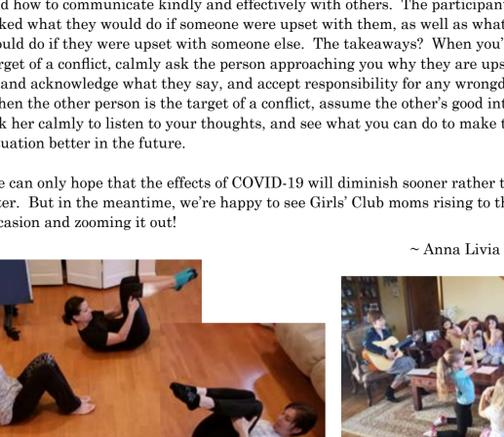 d how to communicate kindly and effectively with others. The participan
ked what they would do if someone were upset with them, as well as what
ould do if they were upset with someone else. The takeaways? When you'
rget of a conflict, calmly ask the person approaching you why they are ups
and acknowledge what they say, and accept responsibility for any wrongd
hen the other person is the target of a conflict, assume the other's good int
k her calmly to listen to your thoughts, and see what you can do to make t
uation better in the future.
e can only hope that the effects of COVID-19 will diminish sooner rather t
ter. But in the meantime, we're happy to see Girls' Club moms rising to th
casion and zooming it out!
~ Anna Livia